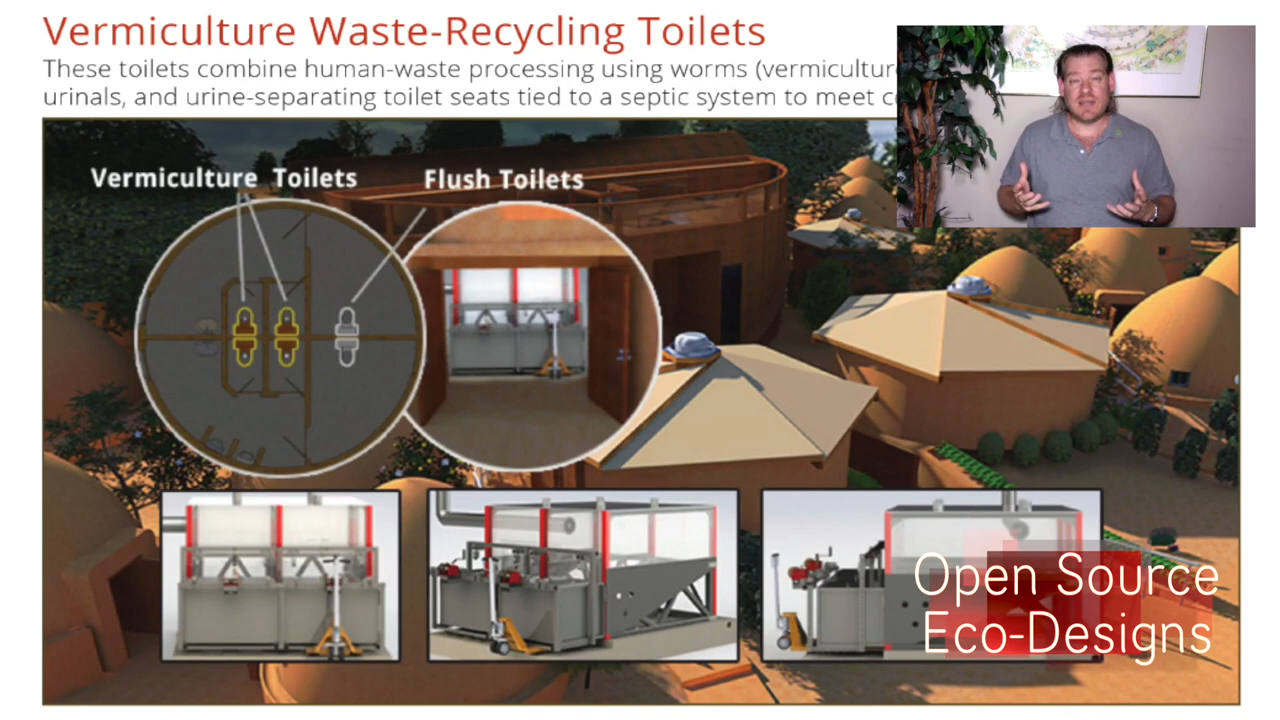 Vermiculture Waste-Recycling Toilets
These toilets combine human-waste processing using worms (vermiculture
urinals, and urine-separating toilet seats tied to a septic system to meet
Vermiculture Toilets
Flush Toilets
Open Source
Eco-Designs